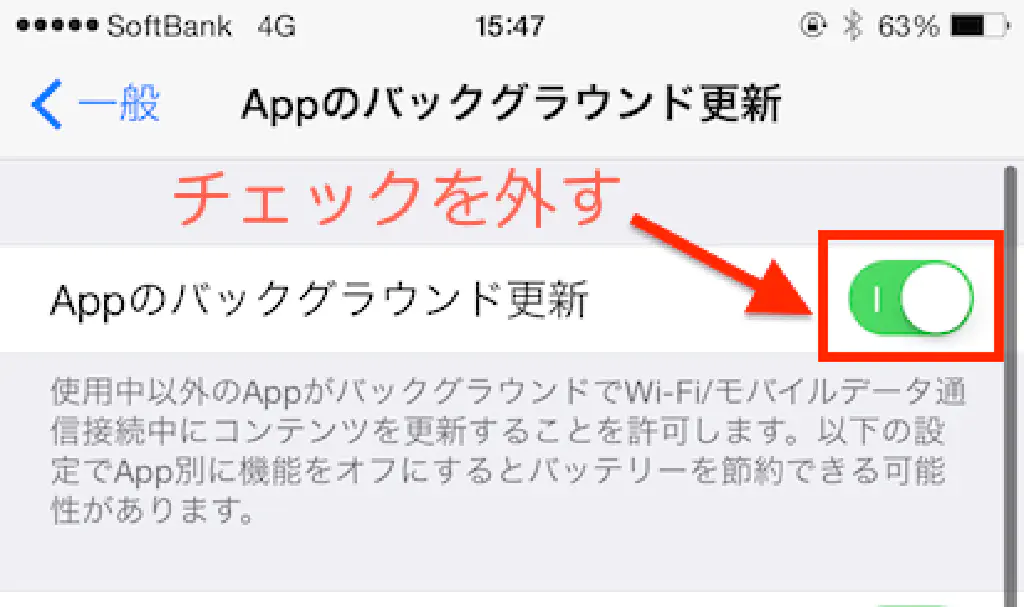 SoftBank 4G 15:47 63%
一般 Appのバックグラウンド更新
チェックを外す
Appのバックグラウンド更新
使用中以外のAppがバックグラウンドでWi-Fi/モバイルデータ通
信接続中にコンテンツを更新することを許可します。以下の設
定でApp別に機能をオフにするとバッテリーを節約できる可能
性があります。